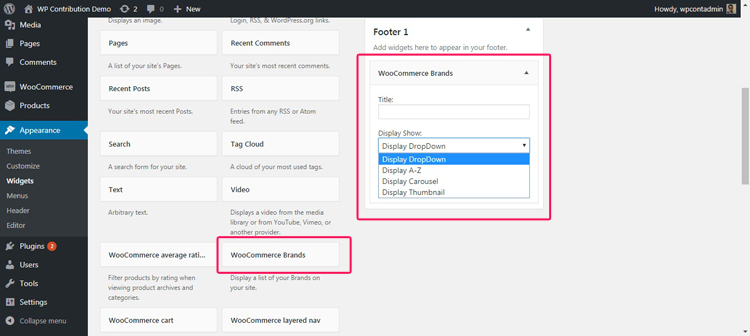 WP Contribution Demo 2 0 New
Howdy, wpcontadmin
Media
Pages
Comments
WooCommerce
Products
Appearance
Themes
Customize
Widgets
Menus
Header
Editor
Plugins 2
Users
Tools
Settings
Collapse menu
Displays an image.
Login, RSS, & WordPress.org links.
Pages
Recent Comments
A list of your site's Pages.
Your site's most recent comments.
Recent Posts
RSS
Your site's most recent Posts.
Entries from any RSS or Atom
feed.
Search
Tag Cloud
A search form for your site.
A cloud of your most used tags.
Text
Video
Arbitrary text.
Displays a video from the media
library or from YouTube, Vimeo, or
another provider.
WooCommerce average rati...
WooCommerce Brands
Filter products by rating when
viewing product archives and
categories.
Display a list of your Brands on
your site.
WooCommerce cart
WooCommerce layered nav
Footer 1
Add widgets here to appear in your footer.
WooCommerce Brands
Title:
Display Show:
Display DropDown
Display DropDown
Display A-Z
Display Carousel
Display Thumbnail